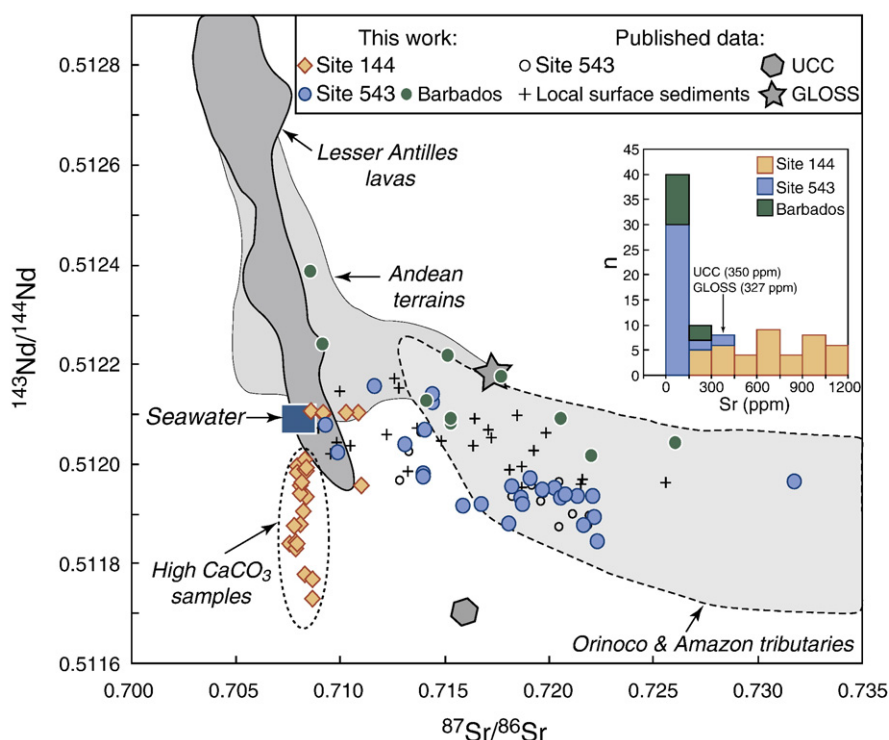 This work:
Published data:
Site 144
Site 543
UCC
Site 543
Barbados
Local surface sediments
GLOSS
0.5128
0.5126
0.5124
0.5122
0.5120
0.5118
0.5116
¹⁴³Nd/¹⁴⁴Nd
Lesser Antilles
lavas
Andean
terrains
Seawater
High CaCO₃
samples
Orinoco & Amazon tributaries
45
40
35
30
25
20
15
10
5
0
n
Site 144
Site 543
Barbados
UCC (350 ppm)
GLOSS (327 ppm)
0 300 600 900 1200
Sr (ppm)
0.700 0.705 0.710 0.715 0.720 0.725 0.730 0.735
⁸⁷Sr/⁸⁶Sr